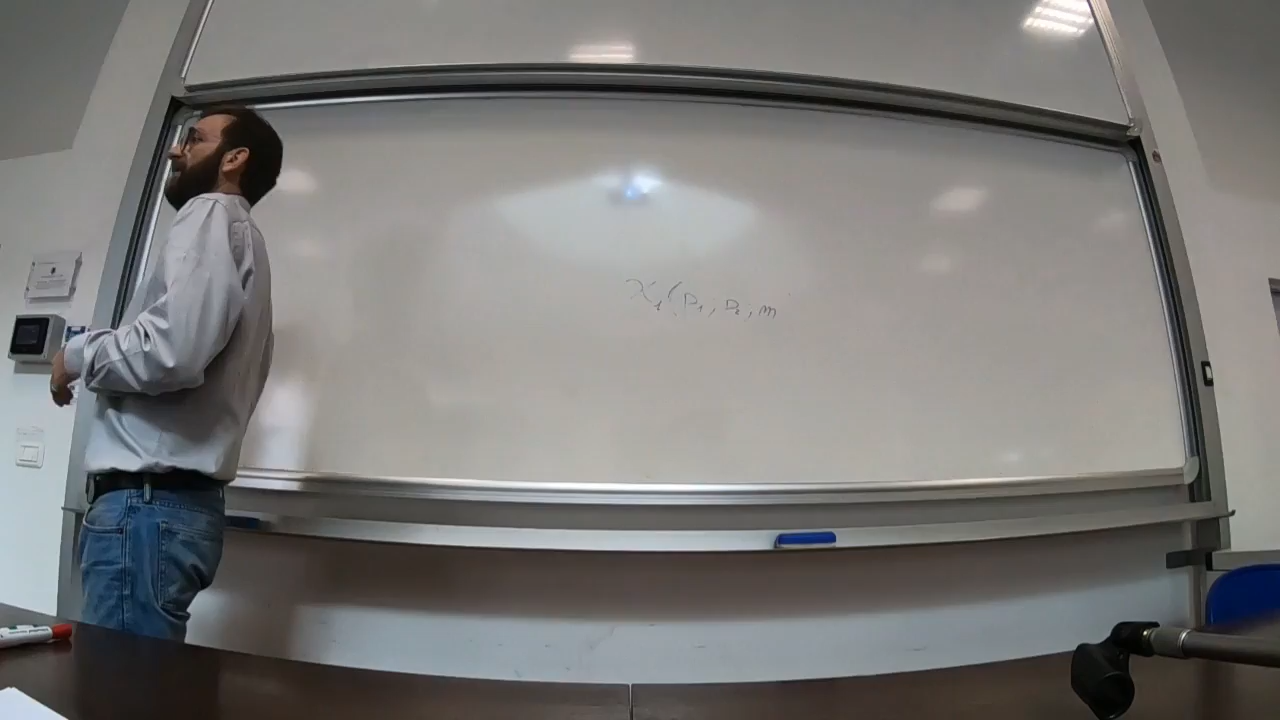 x₁(p₁, p₂, m